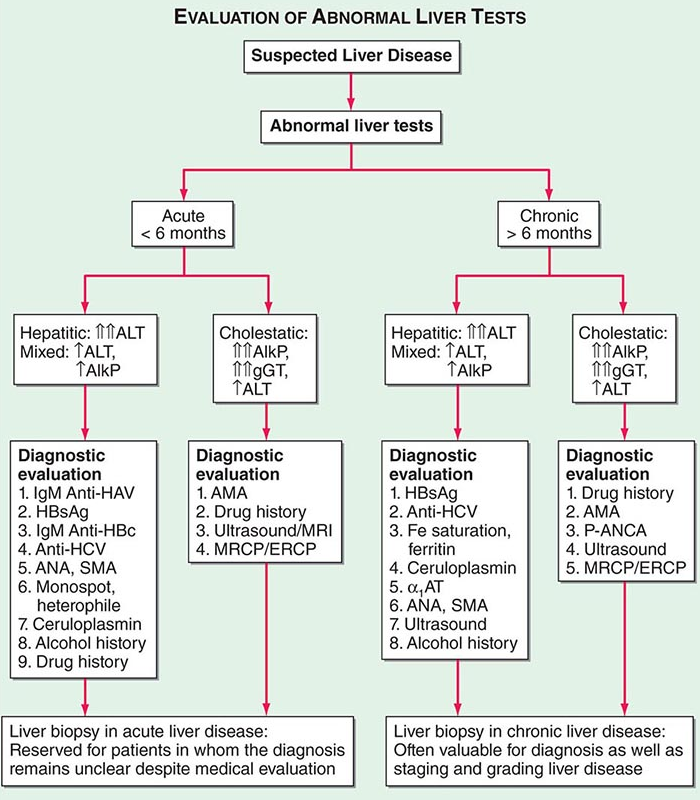 EVALUATION OF ABNORMAL LIVER TESTS
Suspected Liver Disease
Abnormal liver tests
Acute
< 6 months
Chronic
> 6 months
Hepatitic: ⇑⇑ALT
Mixed: ↑ALT,
↑AlkP
Cholestatic:
⇑⇑AlkP,
⇑⇑gGT,
↑ALT
Hepatitic: ⇑⇑ALT
Mixed: ↑ALT,
↑AlkP
Cholestatic:
⇑⇑AlkP,
⇑⇑gGT,
↑ALT
Diagnostic
evaluation
1. IgM Anti-HAV
2. HBsAg
3. IgM Anti-HBc
4. Anti-HCV
5. ANA, SMA
6. Monospot,
heterophile
7. Ceruloplasmin
8. Alcohol history
9. Drug history
Diagnostic
evaluation
1. AMA
2. Drug history
3. Ultrasound/MRI
4. MRCP/ERCP
Diagnostic
evaluation
1. HBsAg
2. Anti-HCV
3. Fe saturation,
ferritin
4. Ceruloplasmin
5. α₁AT
6. ANA, SMA
7. Ultrasound
8. Alcohol history
Diagnostic
evaluation
1. Drug history
2. AMA
3. P-ANCA
4. Ultrasound
5. MRCP/ERCP
Liver biopsy in acute liver disease:
Reserved for patients in whom the diagnosis
remains unclear despite medical evaluation
Liver biopsy in chronic liver disease:
Often valuable for diagnosis as well as
staging and grading liver disease